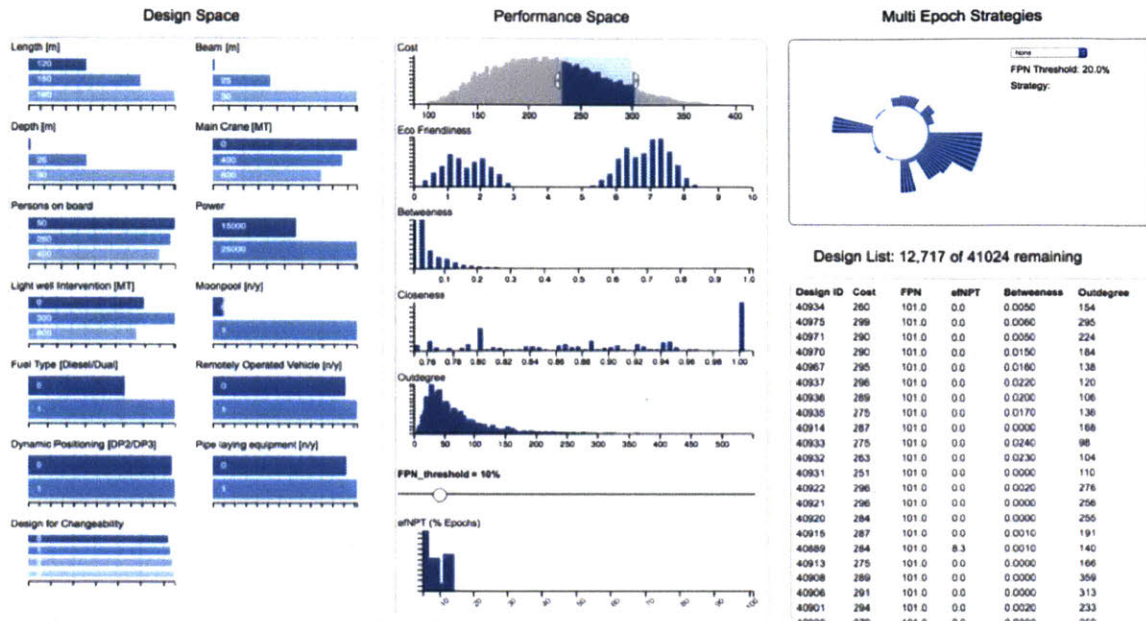 Design Space
Length [m]
120
150
180
Beam [m]
25
30
Depth [m]
25
30
Main Crane [MT]
0
400
800
Persons on board
50
250
400
Power
15000
25000
Light well Intervention [MT]
0
300
600
Moonpool [n/y]
1
Fuel Type [Diesel/Dual]
0
1
Remotely Operated Vehicle [n/y]
0
1
Dynamic Positioning [DP2/DP3]
0
1
Pipe laying equipment [n/y]
0
1
Design for Changeability
Performance Space
Cost
100 150 200 250 300 350 400
Eco Friendliness
0 1 2 3 4 5 6 7 8 9 10
Betweeness
0.1 0.2 0.3 0.4 0.5 0.6 0.7 0.8 0.9 1.0
Closeness
0.76 0.78 0.80 0.82 0.84 0.86 0.88 0.90 0.92 0.94 0.96 0.98 1.00
Outdegree
0 50 100 150 200 250 300 350 400 450 500
FPN_threshold = 10%
efNPT (% Epochs)
10 20 30 40 50 60 70 80 90 100
Multi Epoch Strategies
None
FPN Threshold: 20.0%
Strategy:
Design List: 12,717 of 41024 remaining
Design ID Cost FPN efNPT Betweeness Outdegree
40934 260 101.0 0.0 0.0050 154
40975 299 101.0 0.0 0.0060 295
40971 290 101.0 0.0 0.0050 224
40970 290 101.0 0.0 0.0150 184
40967 295 101.0 0.0 0.0160 138
40937 296 101.0 0.0 0.0220 120
40936 289 101.0 0.0 0.0200 106
40935 275 101.0 0.0 0.0170 136
40914 287 101.0 0.0 0.0000 168
40933 275 101.0 0.0 0.0240 98
40932 263 101.0 0.0 0.0230 104
40931 251 101.0 0.0 0.0000 110
40922 296 101.0 0.0 0.0020 276
40921 296 101.0 0.0 0.0000 256
40920 284 101.0 0.0 0.0000 255
40915 287 101.0 0.0 0.0010 191
40889 264 101.0 8.3 0.0010 140
40913 275 101.0 0.0 0.0000 166
40908 289 101.0 0.0 0.0000 359
40906 291 101.0 0.0 0.0000 313
40901 294 101.0 0.0 0.0020 233